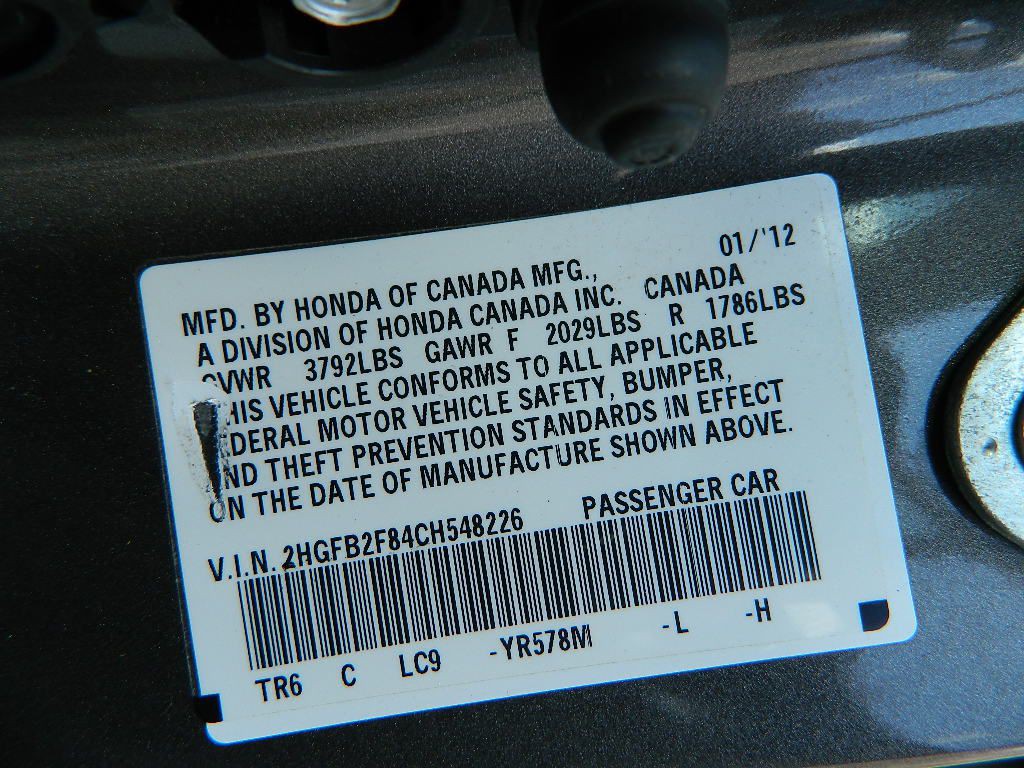 01/'12
MFD. BY HONDA OF CANADA MFG.,
A DIVISION OF HONDA CANADA INC. CANADA
GVWR 3792LBS GAWR F 2029LBS R 1786LBS
HIS VEHICLE CONFORMS TO ALL APPLICABLE
EDERAL MOTOR VEHICLE SAFETY, BUMPER,
ND THEFT PREVENTION STANDARDS IN EFFECT
ON THE DATE OF MANUFACTURE SHOWN ABOVE.
V.I.N. 2HGFB2F84CH548226 PASSENGER CAR
TR6 C LC9 -YR578M -L -H